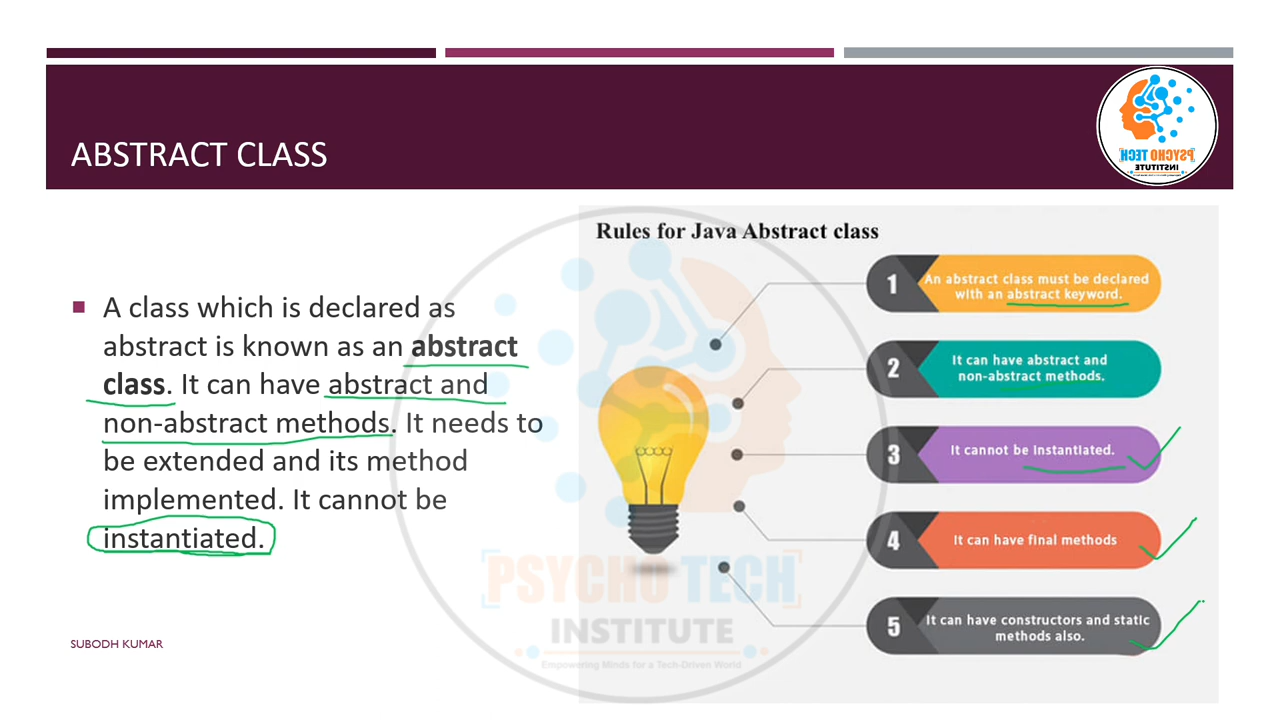 ABSTRACT CLASS
PSYCHO TECH
INSTITUTE
A class which is declared as
abstract is known as an abstract
class. It can have abstract and
non-abstract methods. It needs to
be extended and its method
implemented. It cannot be
instantiated.
SUBODH KUMAR
Rules for Java Abstract class
1
An abstract class must be declared
with an abstract keyword.
2
It can have abstract and
non-abstract methods.
3
It cannot be instantiated.
4
It can have final methods
5
It can have constructors and static
methods also.
PSYCHO TECH
INSTITUTE
Empowering Minds for a Tech-Driven World